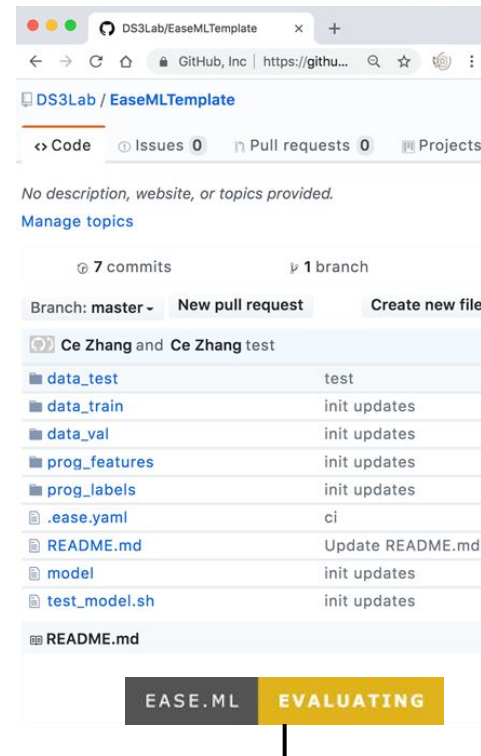 DS3Lab/EaseMLTemplate × +
GitHub, Inc | https://githu...
DS3Lab / EaseMLTemplate
<> Code Issues 0 Pull requests 0 Projects
No description, website, or topics provided.
Manage topics
7 commits 1 branch
Branch: master New pull request Create new file
Ce Zhang and Ce Zhang test
data_test test
data_train init updates
data_val init updates
prog_features init updates
prog_labels init updates
.ease.yaml ci
README.md Update README.md
model init updates
test_model.sh init updates
README.md
EASE.ML EVALUATING